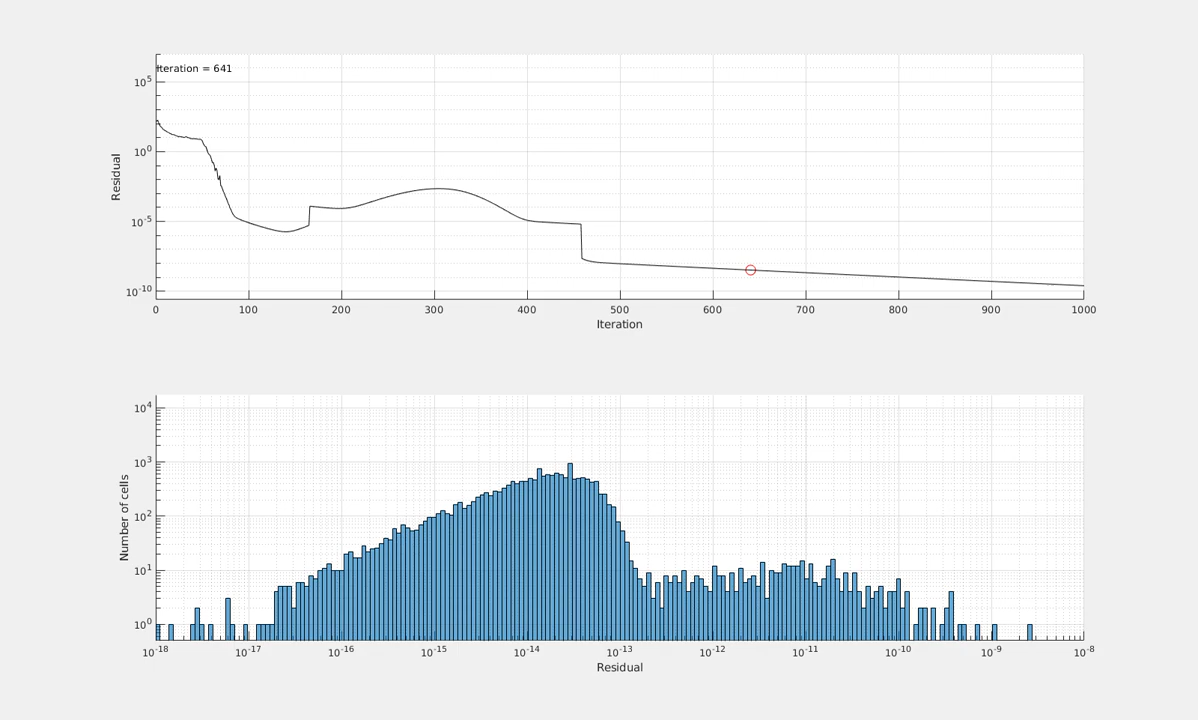 Iteration = 641
10^5
10^0
10^-5
10^-10
Residual
0 100 200 300 400 500 600 700 800 900 1000
Iteration
10^4
10^3
10^2
10^1
10^0
Number of cells
10^-18 10^-17 10^-16 10^-15 10^-14 10^-13 10^-12 10^-11 10^-10 10^-9 10^-8
Residual